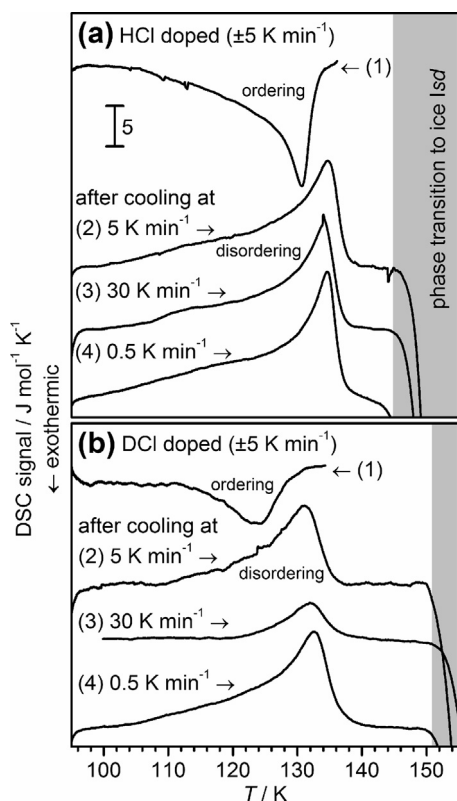 (a) HCl doped (±5 K min⁻¹)
← (1)
ordering
5
after cooling at
(2) 5 K min⁻¹ →
disordering
(3) 30 K min⁻¹ →
(4) 0.5 K min⁻¹ →
phase transition to ice Isd
DSC signal / J mol⁻¹ K⁻¹
← exothermic
(b) DCl doped (±5 K min⁻¹)
← (1)
ordering
after cooling at
(2) 5 K min⁻¹ →
disordering
(3) 30 K min⁻¹ →
(4) 0.5 K min⁻¹ →
100 110 120 130 140 150
T / K